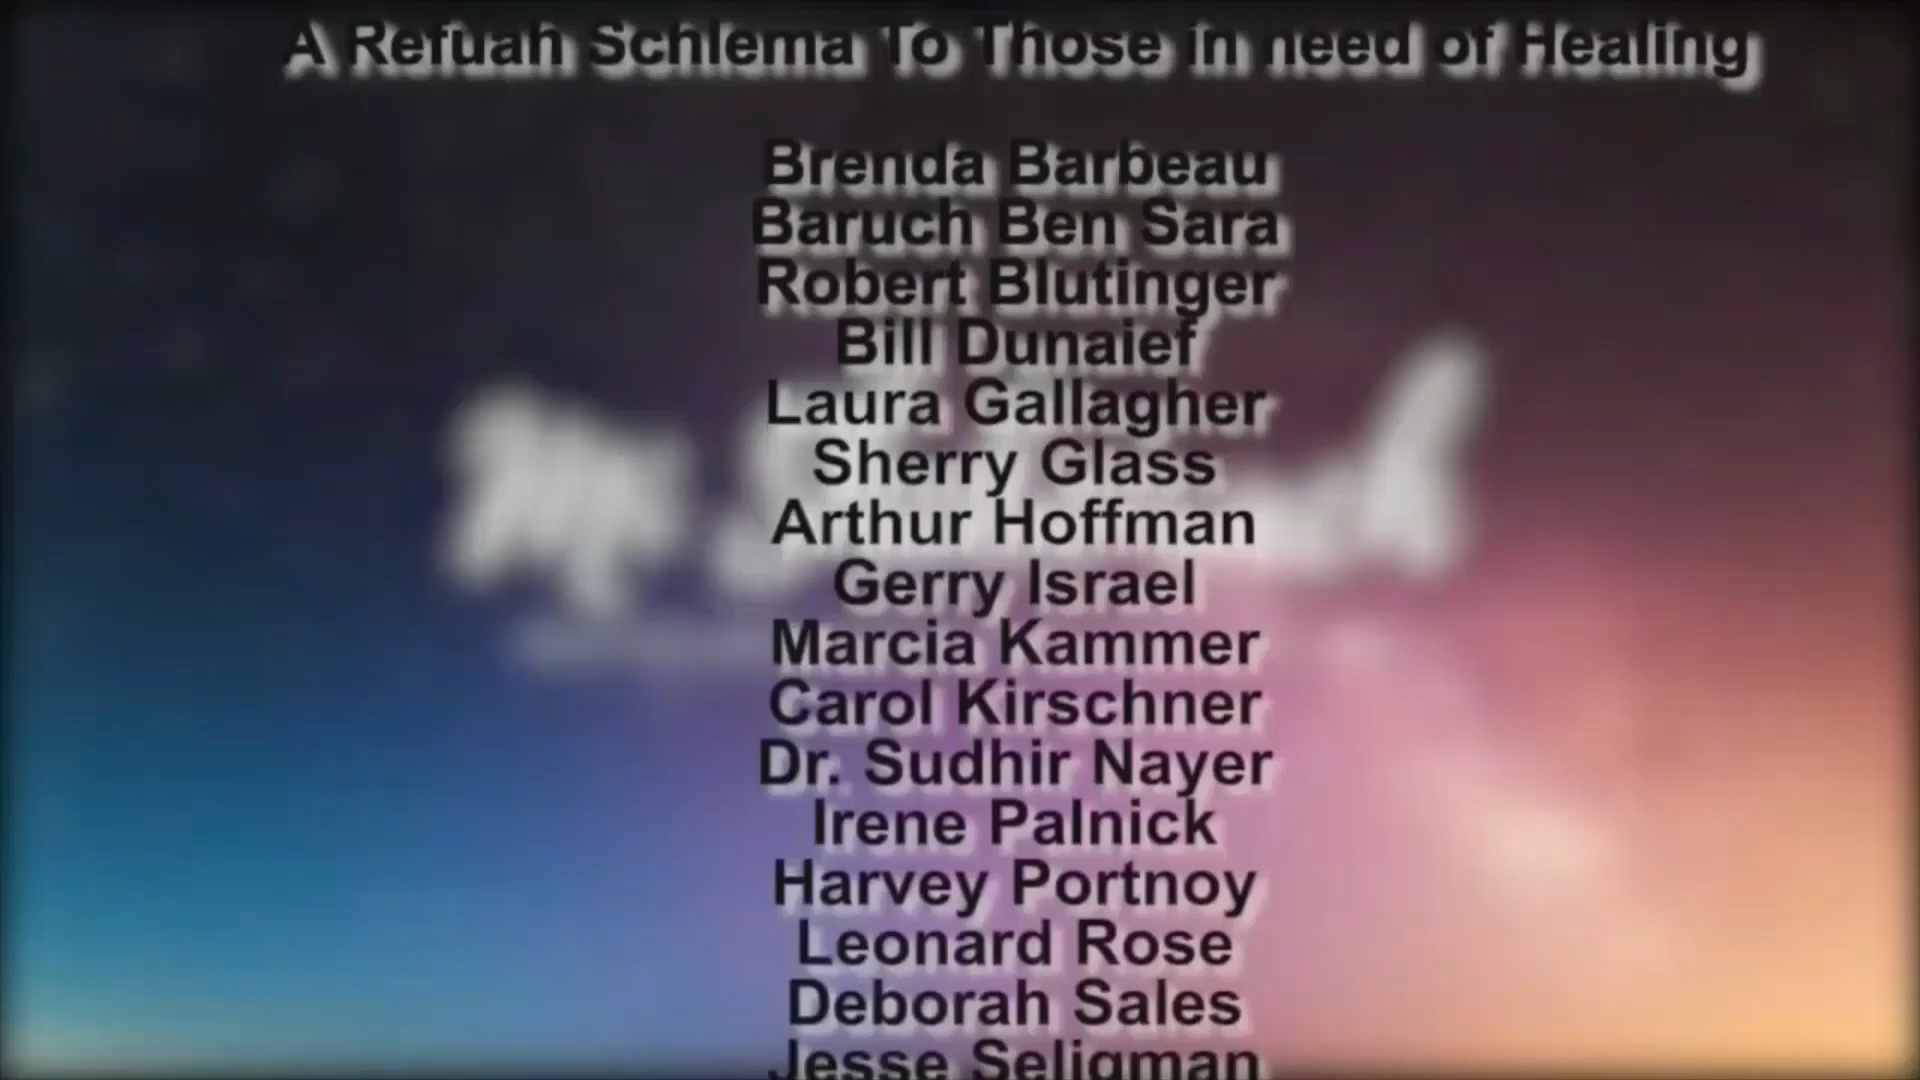 A Refuah Schlema To Those in need of Healing
Brenda Barbeau
Baruch Ben Sara
Robert Blutinger
Bill Dunaief
Laura Gallagher
Sherry Glass
Arthur Hoffman
Gerry Israel
Marcia Kammer
Carol Kirschner
Dr. Sudhir Nayer
Irene Palnick
Harvey Portnoy
Leonard Rose
Deborah Sales
Jesse Seligman